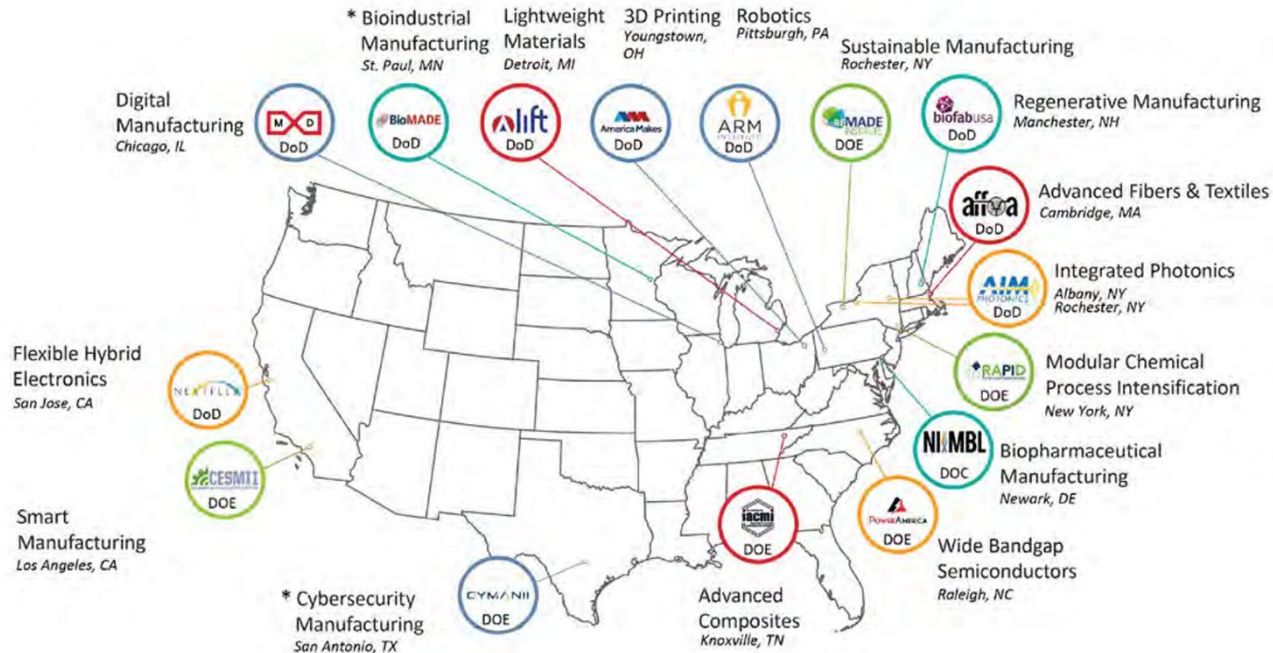 * Bioindustrial
Manufacturing
St. Paul, MN
Lightweight
Materials
Detroit, MI
3D Printing
Youngstown,
OH
Robotics
Pittsburgh, PA
Sustainable Manufacturing
Rochester, NY
Digital
Manufacturing
Chicago, IL
M D
DoD
BioMADE
DoD
lift
DoD
America Makes
DoD
ARM
INSTITUTE
DoD
REMADE
INSTITUTE
DOE
biofabusa
DoD
Regenerative Manufacturing
Manchester, NH
affoa
DoD
Advanced Fibers & Textiles
Cambridge, MA
AIM
PHOTONICS
DoD
Integrated Photonics
Albany, NY
Rochester, NY
Flexible Hybrid
Electronics
San Jose, CA
NEXTFLEX
DoD
RAPID
DOE
Modular Chemical
Process Intensification
New York, NY
CESMII
DOE
NIIMBL
DOC
Biopharmaceutical
Manufacturing
Newark, DE
Smart
Manufacturing
Los Angeles, CA
iacmi
DOE
PowerAmerica
DOE
Wide Bandgap
Semiconductors
Raleigh, NC
CYMANII
DOE
* Cybersecurity
Manufacturing
San Antonio, TX
Advanced
Composites
Knoxville, TN